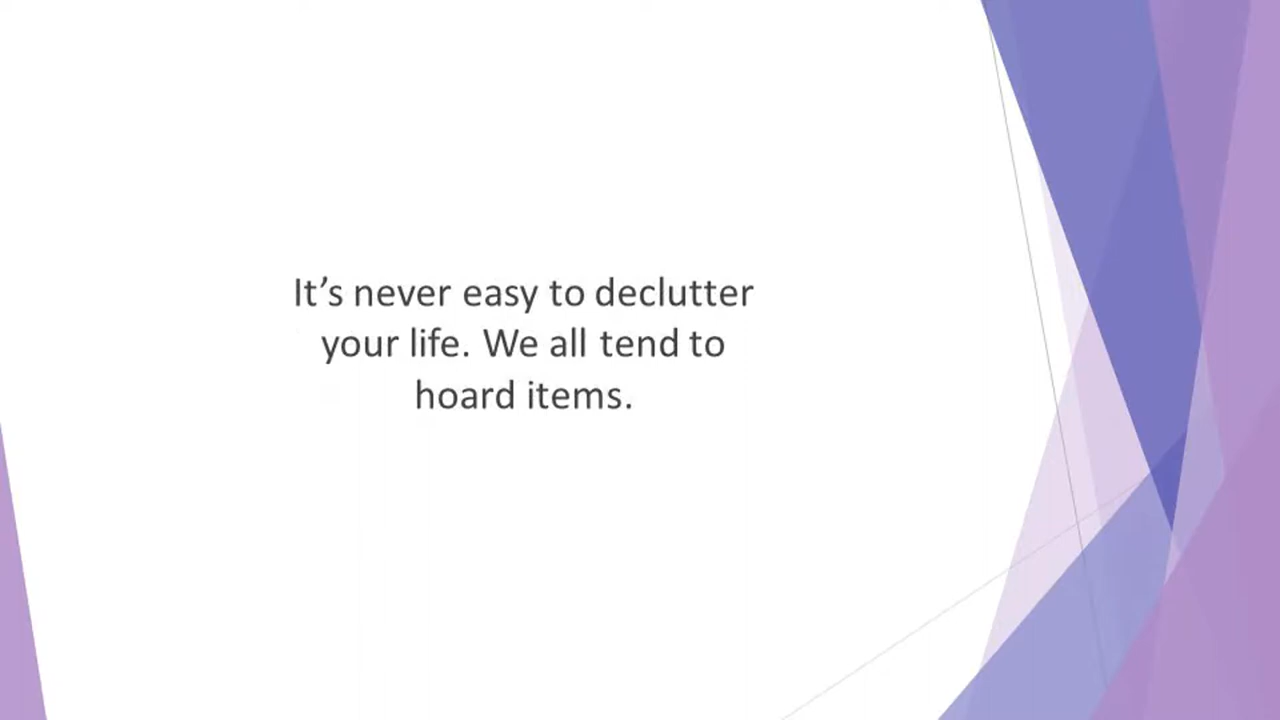 It’s never easy to declutter
your life. We all tend to
hoard items.